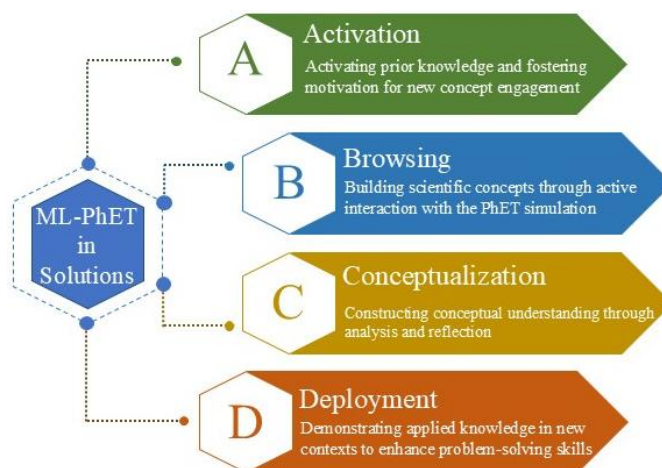 A
Activation
Activating prior knowledge and fostering
motivation for new concept engagement
ML-PhET
in
Solutions
B
Browsing
Building scientific concepts through active
interaction with the PhET simulation
C
Conceptualization
Constructing conceptual understanding through
analysis and reflection
D
Deployment
Demonstrating applied knowledge in new
contexts to enhance problem-solving skills